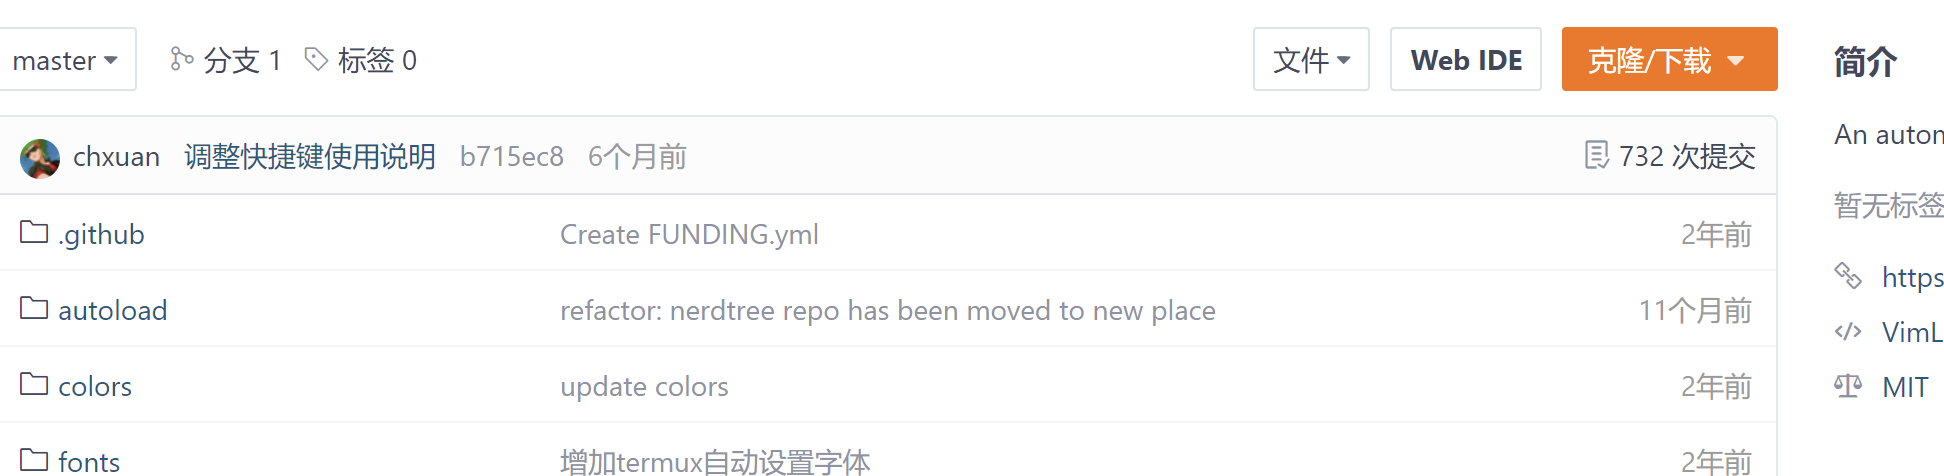 master 分支 1 标签 0 文件 Web IDE 克隆/下载
chxuan 调整快捷键使用说明 b715ec8 6个月前 732 次提交
.github Create FUNDING.yml 2年前
autoload refactor: nerdtree repo has been moved to new place 11个月前
colors update colors 2年前
fonts 增加termux自动设置字体 2年前
简介
An autom
暂无标签
https
VimL
MIT